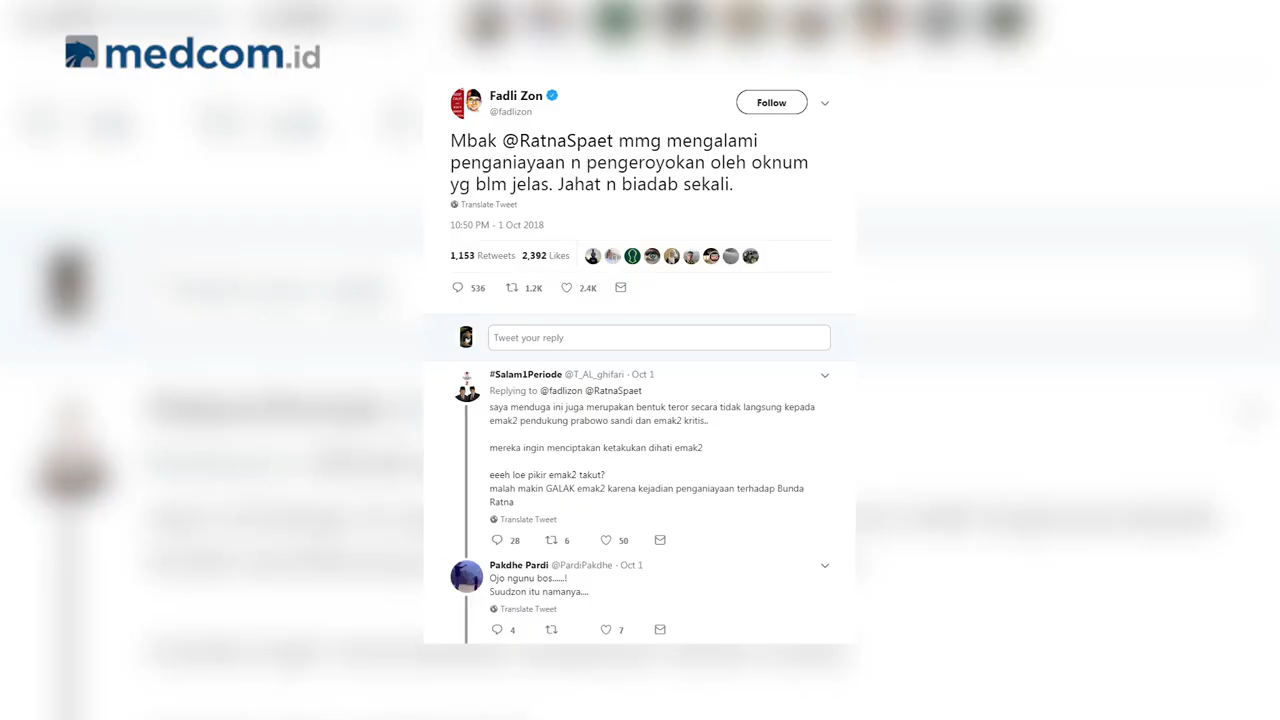 medcom.id
Fadli Zon
@fadlizon
Follow
Mbak @RatnaSpaet mmg mengalami
penganiayaan n pengeroyokan oleh oknum
yg blm jelas. Jahat n biadab sekali.
Translate Tweet
10:50 PM - 1 Oct 2018
1,153 Retweets 2,392 Likes
536 1.2K 2.4K
Tweet your reply
#Salam1Periode @T_AL_ghifari · Oct 1
Replying to @fadlizon @RatnaSpaet
saya menduga ini juga merupakan bentuk teror secara tidak langsung kepada
emak2 pendukung prabowo sandi dan emak2 kritis..
mereka ingin menciptakan ketakukan dihati emak2
eeeh loe pikir emak2 takut?
malah makin GALAK emak2 karena kejadian penganiayaan terhadap Bunda
Ratna
Translate Tweet
28 6 50
Pakdhe Pardi @PardiPakdhe · Oct 1
Ojo ngunu bos......!
Suudzon itu namanya....
Translate Tweet
4 7